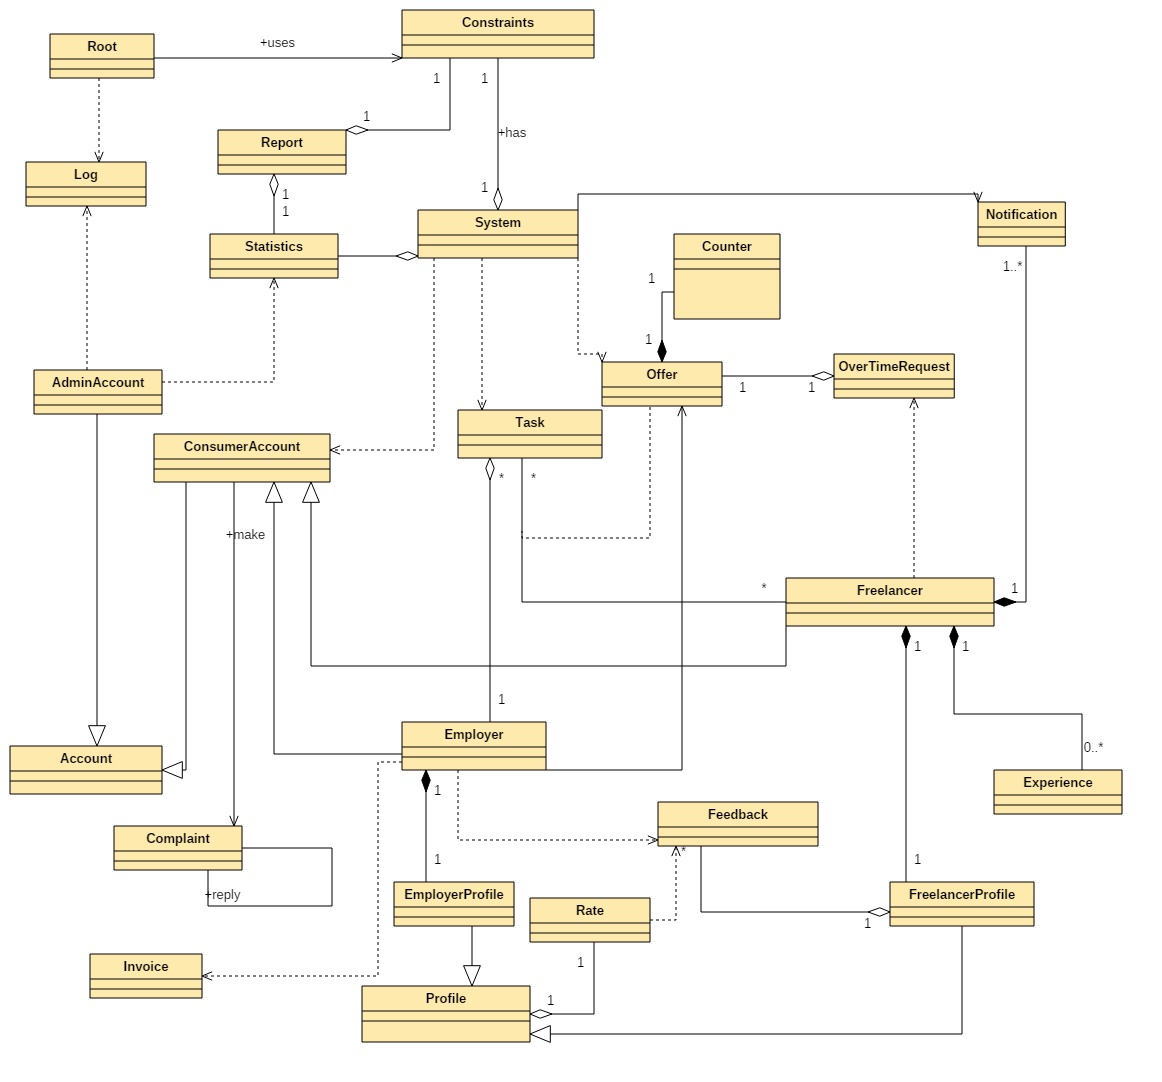 Constraints
Root
+uses
1
1
1
+has
Report
Log
1
1
1
System
Notification
Statistics
Counter
1..*
1
1
Offer
OverTimeRequest
1
1
AdminAccount
Task
ConsumerAccount
*
*
+make
*
Freelancer
1
1
1
1
Employer
0..*
Account
Experience
1
Feedback
Complaint
*
1
1
+reply
EmployerProfile
Rate
FreelancerProfile
1
1
Invoice
Profile
1